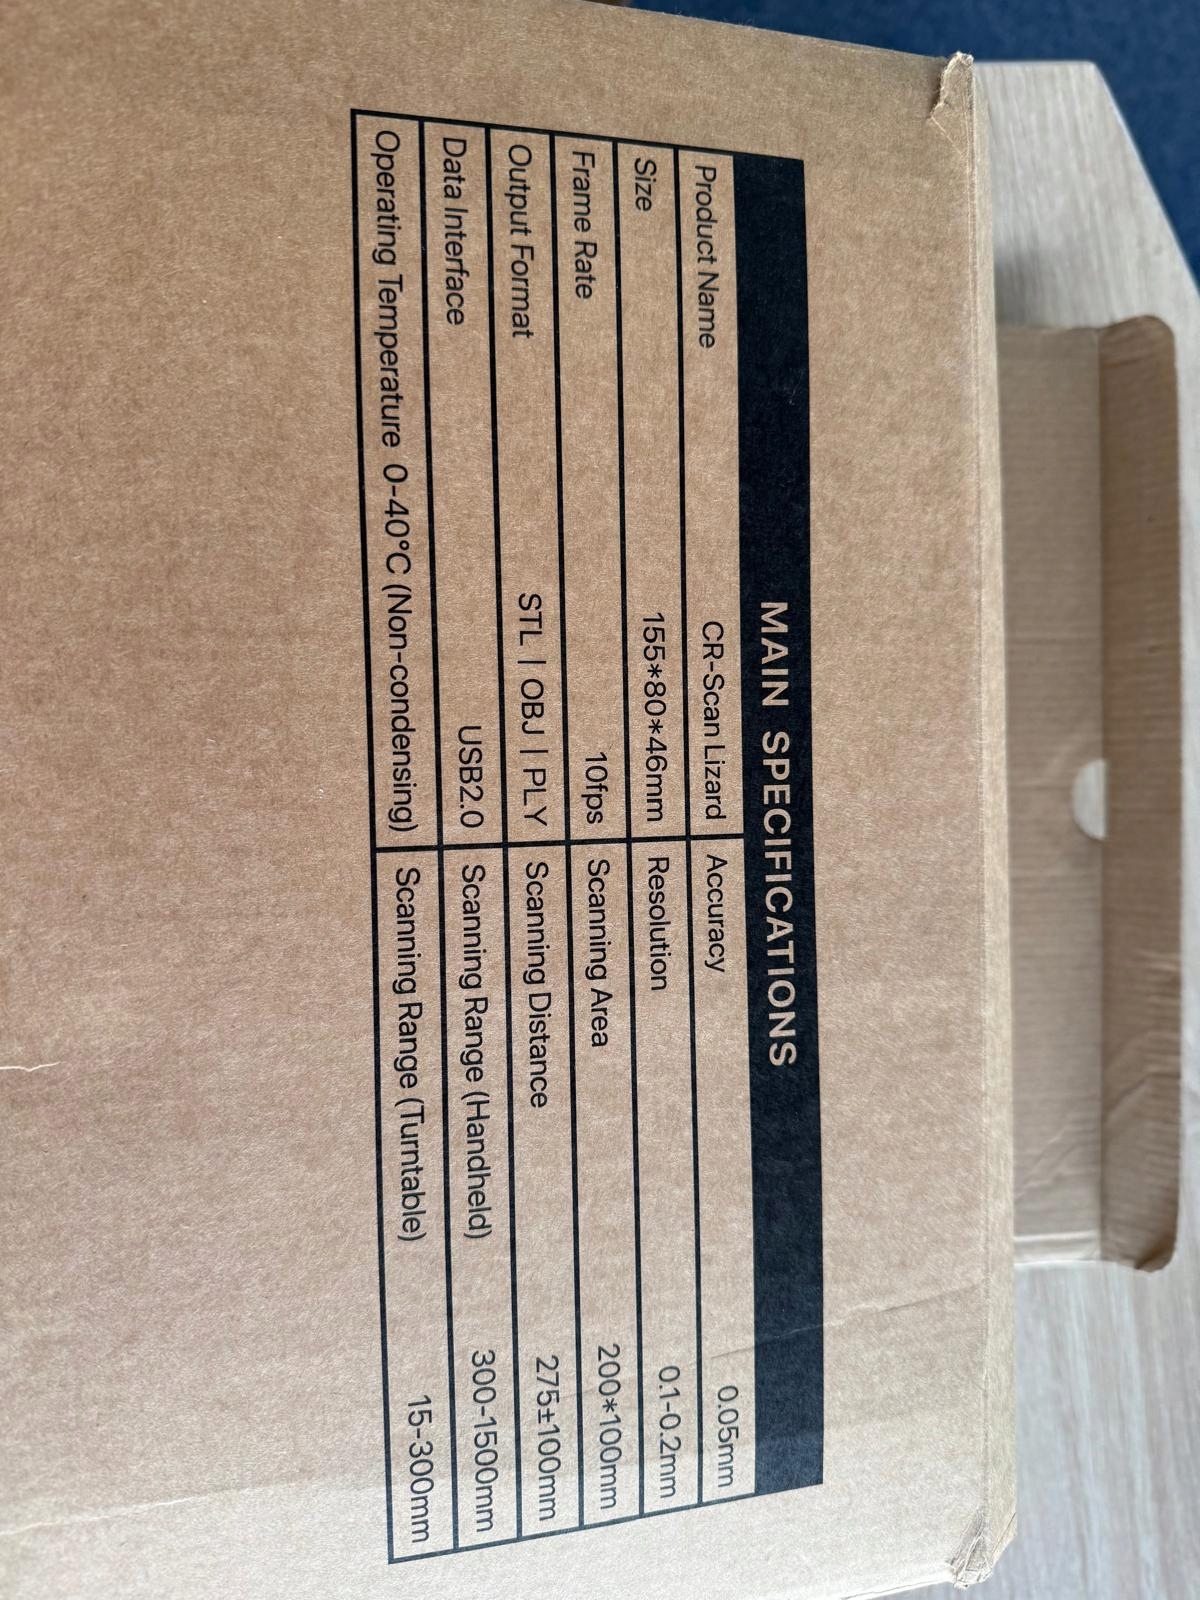 MAIN SPECIFICATIONS
Product Name CR-Scan Lizard Accuracy 0.05mm
Size 155*80*46mm Resolution 0.1-0.2mm
Frame Rate 10fps Scanning Area 200*100mm
Output Format STL | OBJ | PLY Scanning Distance 275±100mm
Data Interface USB2.0 Scanning Range (Handheld) 300-1500mm
Operating Temperature 0-40°C (Non-condensing) Scanning Range (Turntable) 15-300mm